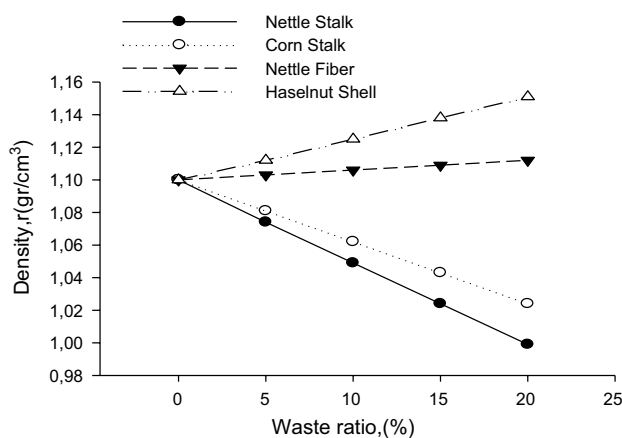 Nettle Stalk
Corn Stalk
Nettle Fiber
Haselnut Shell
1,16
1,14
1,12
1,10
1,08
1,06
1,04
1,02
1,00
0,98
Density,r(gr/cm³)
0 5 10 15 20 25
Waste ratio,(%)